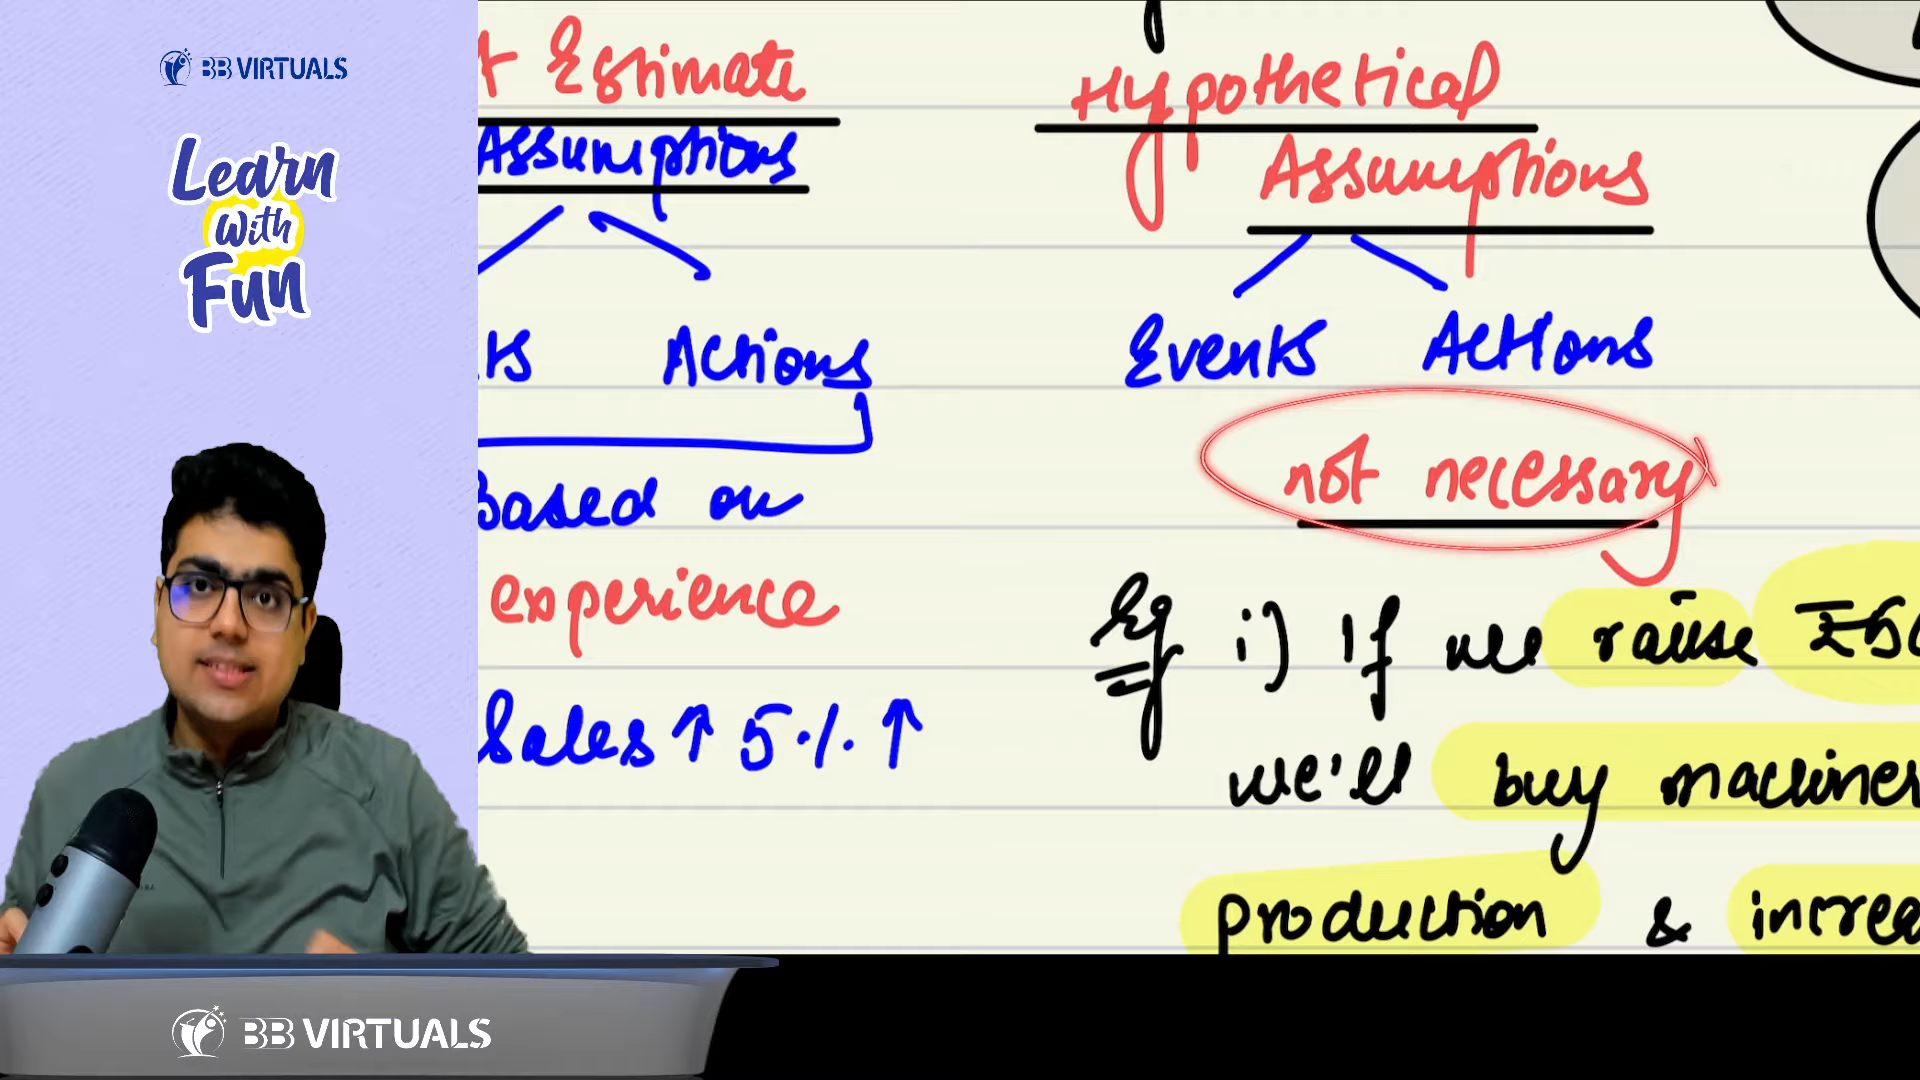 BB VIRTUALS
Learn
With
Fun
Estimate
Assumptions
Actions
Based on
experience
Sales ↑ 5% ↑
Hypothetical
Assumptions
Events Actions
not necessary
Eg i) If we raise
we'll buy
production &
BB VIRTUALS